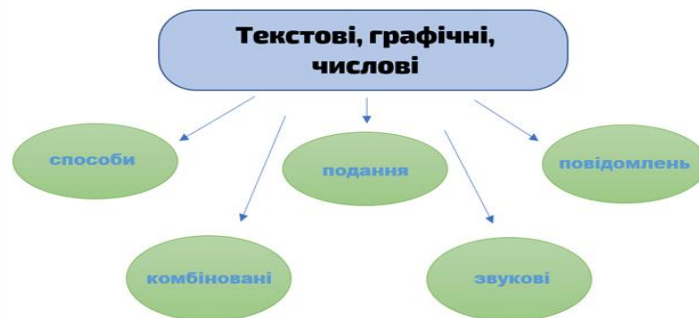 Текстові, графічні,
числові
способи
подання
повідомлень
комбіновані
звукові